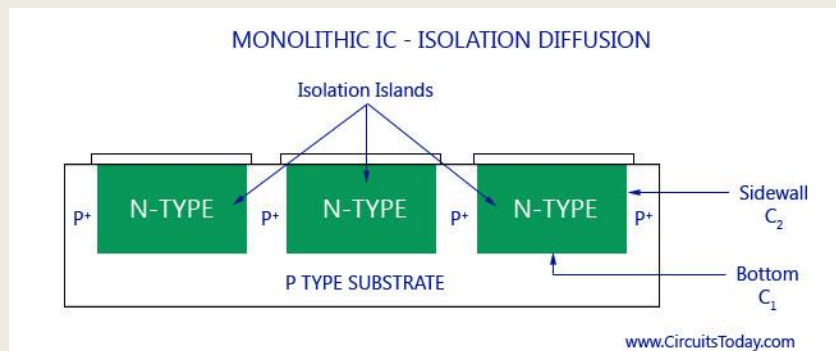 MONOLITHIC IC - ISOLATION DIFFUSION
Isolation Islands
P⁺ N-TYPE P⁺ N-TYPE P⁺ N-TYPE P⁺
Sidewall
C₂
P TYPE SUBSTRATE
Bottom
C₁
www.CircuitsToday.com